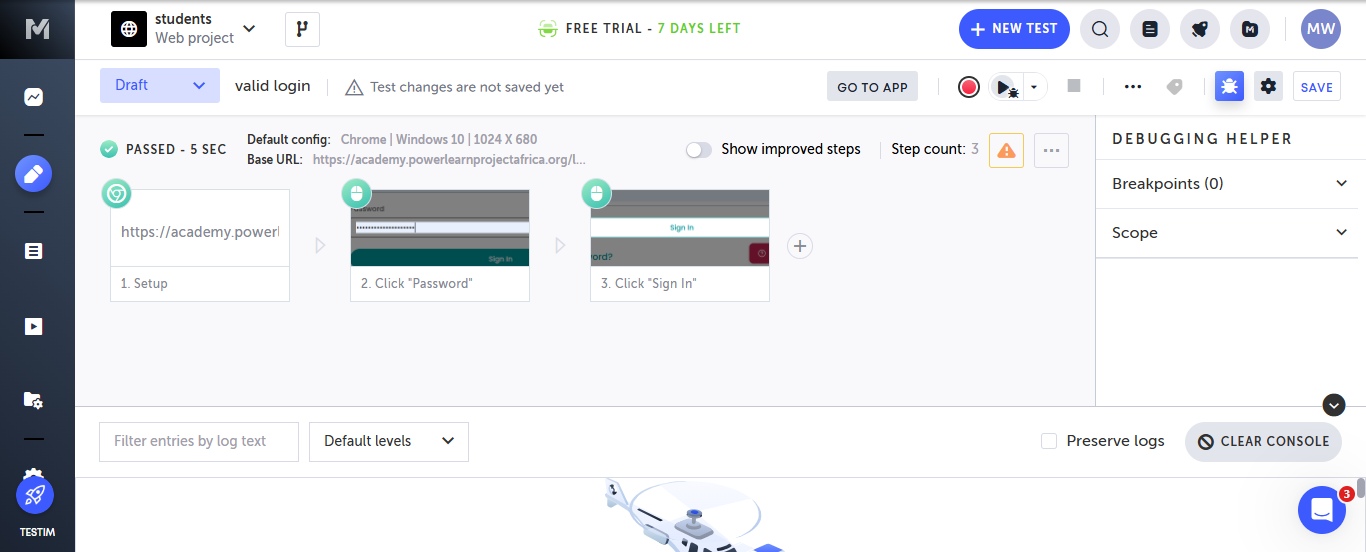 students
Web project
FREE TRIAL - 7 DAYS LEFT
NEW TEST
MW
Draft
valid login
Test changes are not saved yet
GO TO APP
SAVE
PASSED - 5 SEC
Default config: Chrome | Windows 10 | 1024 X 680
Base URL: https://academy.powerlearnprojectafrica.org/l...
Show improved steps
Step count: 3
DEBUGGING HELPER
Breakpoints (0)
Scope
https://academy.powerl
1. Setup
assword
Sign In
2. Click "Password"
Sign In
ord?
3. Click "Sign In"
Filter entries by log text
Default levels
Preserve logs
CLEAR CONSOLE
3
TESTIM